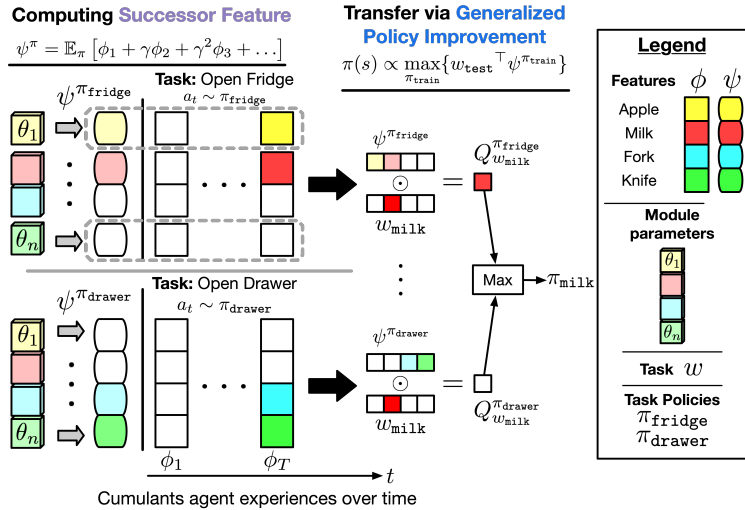 Computing Successor Feature
ψ^π = 𝔼_π [ϕ_1 + γϕ_2 + γ^2ϕ_3 + . . .]
Transfer via Generalized
Policy Improvement
π(s) ∝ max_{π_train}{w_test^⊤ ψ^{π_train}}
Task: Open Fridge
a_t ∼ π_fridge
ψ^{π_fridge}
θ_1
θ_n
ψ^{π_fridge}
⊙
w_milk
=
Q^{π_fridge}_{w_milk}
Max
π_milk
Task: Open Drawer
a_t ∼ π_drawer
ψ^{π_drawer}
θ_1
θ_n
ψ^{π_drawer}
⊙
w_milk
=
Q^{π_drawer}_{w_milk}
ϕ_1
ϕ_T
t
Cumulants agent experiences over time
Legend
Features ϕ ψ
Apple
Milk
Fork
Knife
Module
parameters
θ_1
θ_n
Task w
Task Policies
π_fridge
π_drawer